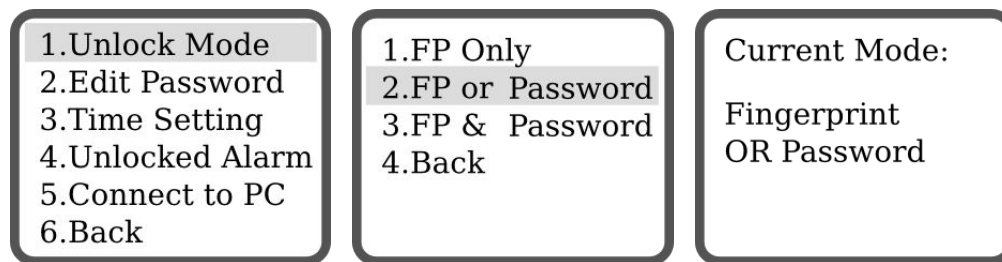 1.Unlock Mode
2.Edit Password
3.Time Setting
4.Unlocked Alarm
5.Connect to PC
6.Back
1.FP Only
2.FP or Password
3.FP & Password
4.Back
Current Mode:
Fingerprint
OR Password